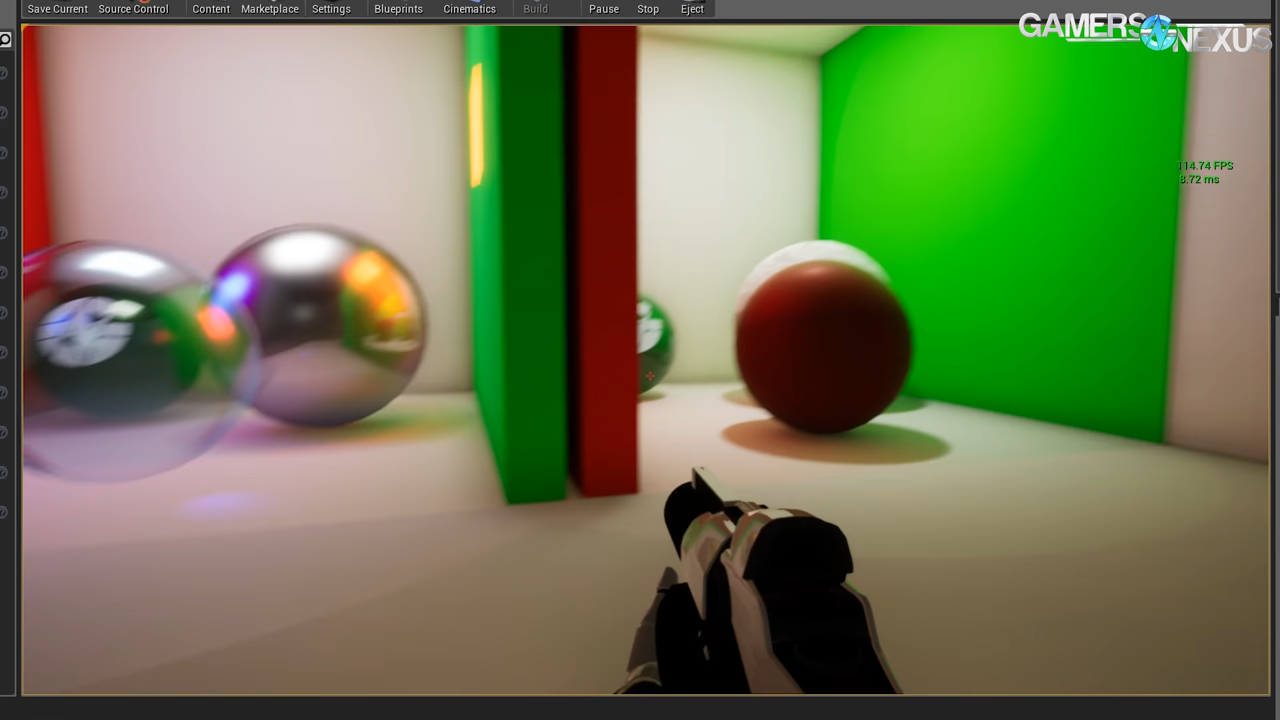 Save Current Source Control Content Marketplace Settings Blueprints Cinematics Build Pause Stop Eject
GAMERS
NEXUS
114.74 FPS
8.72 ms